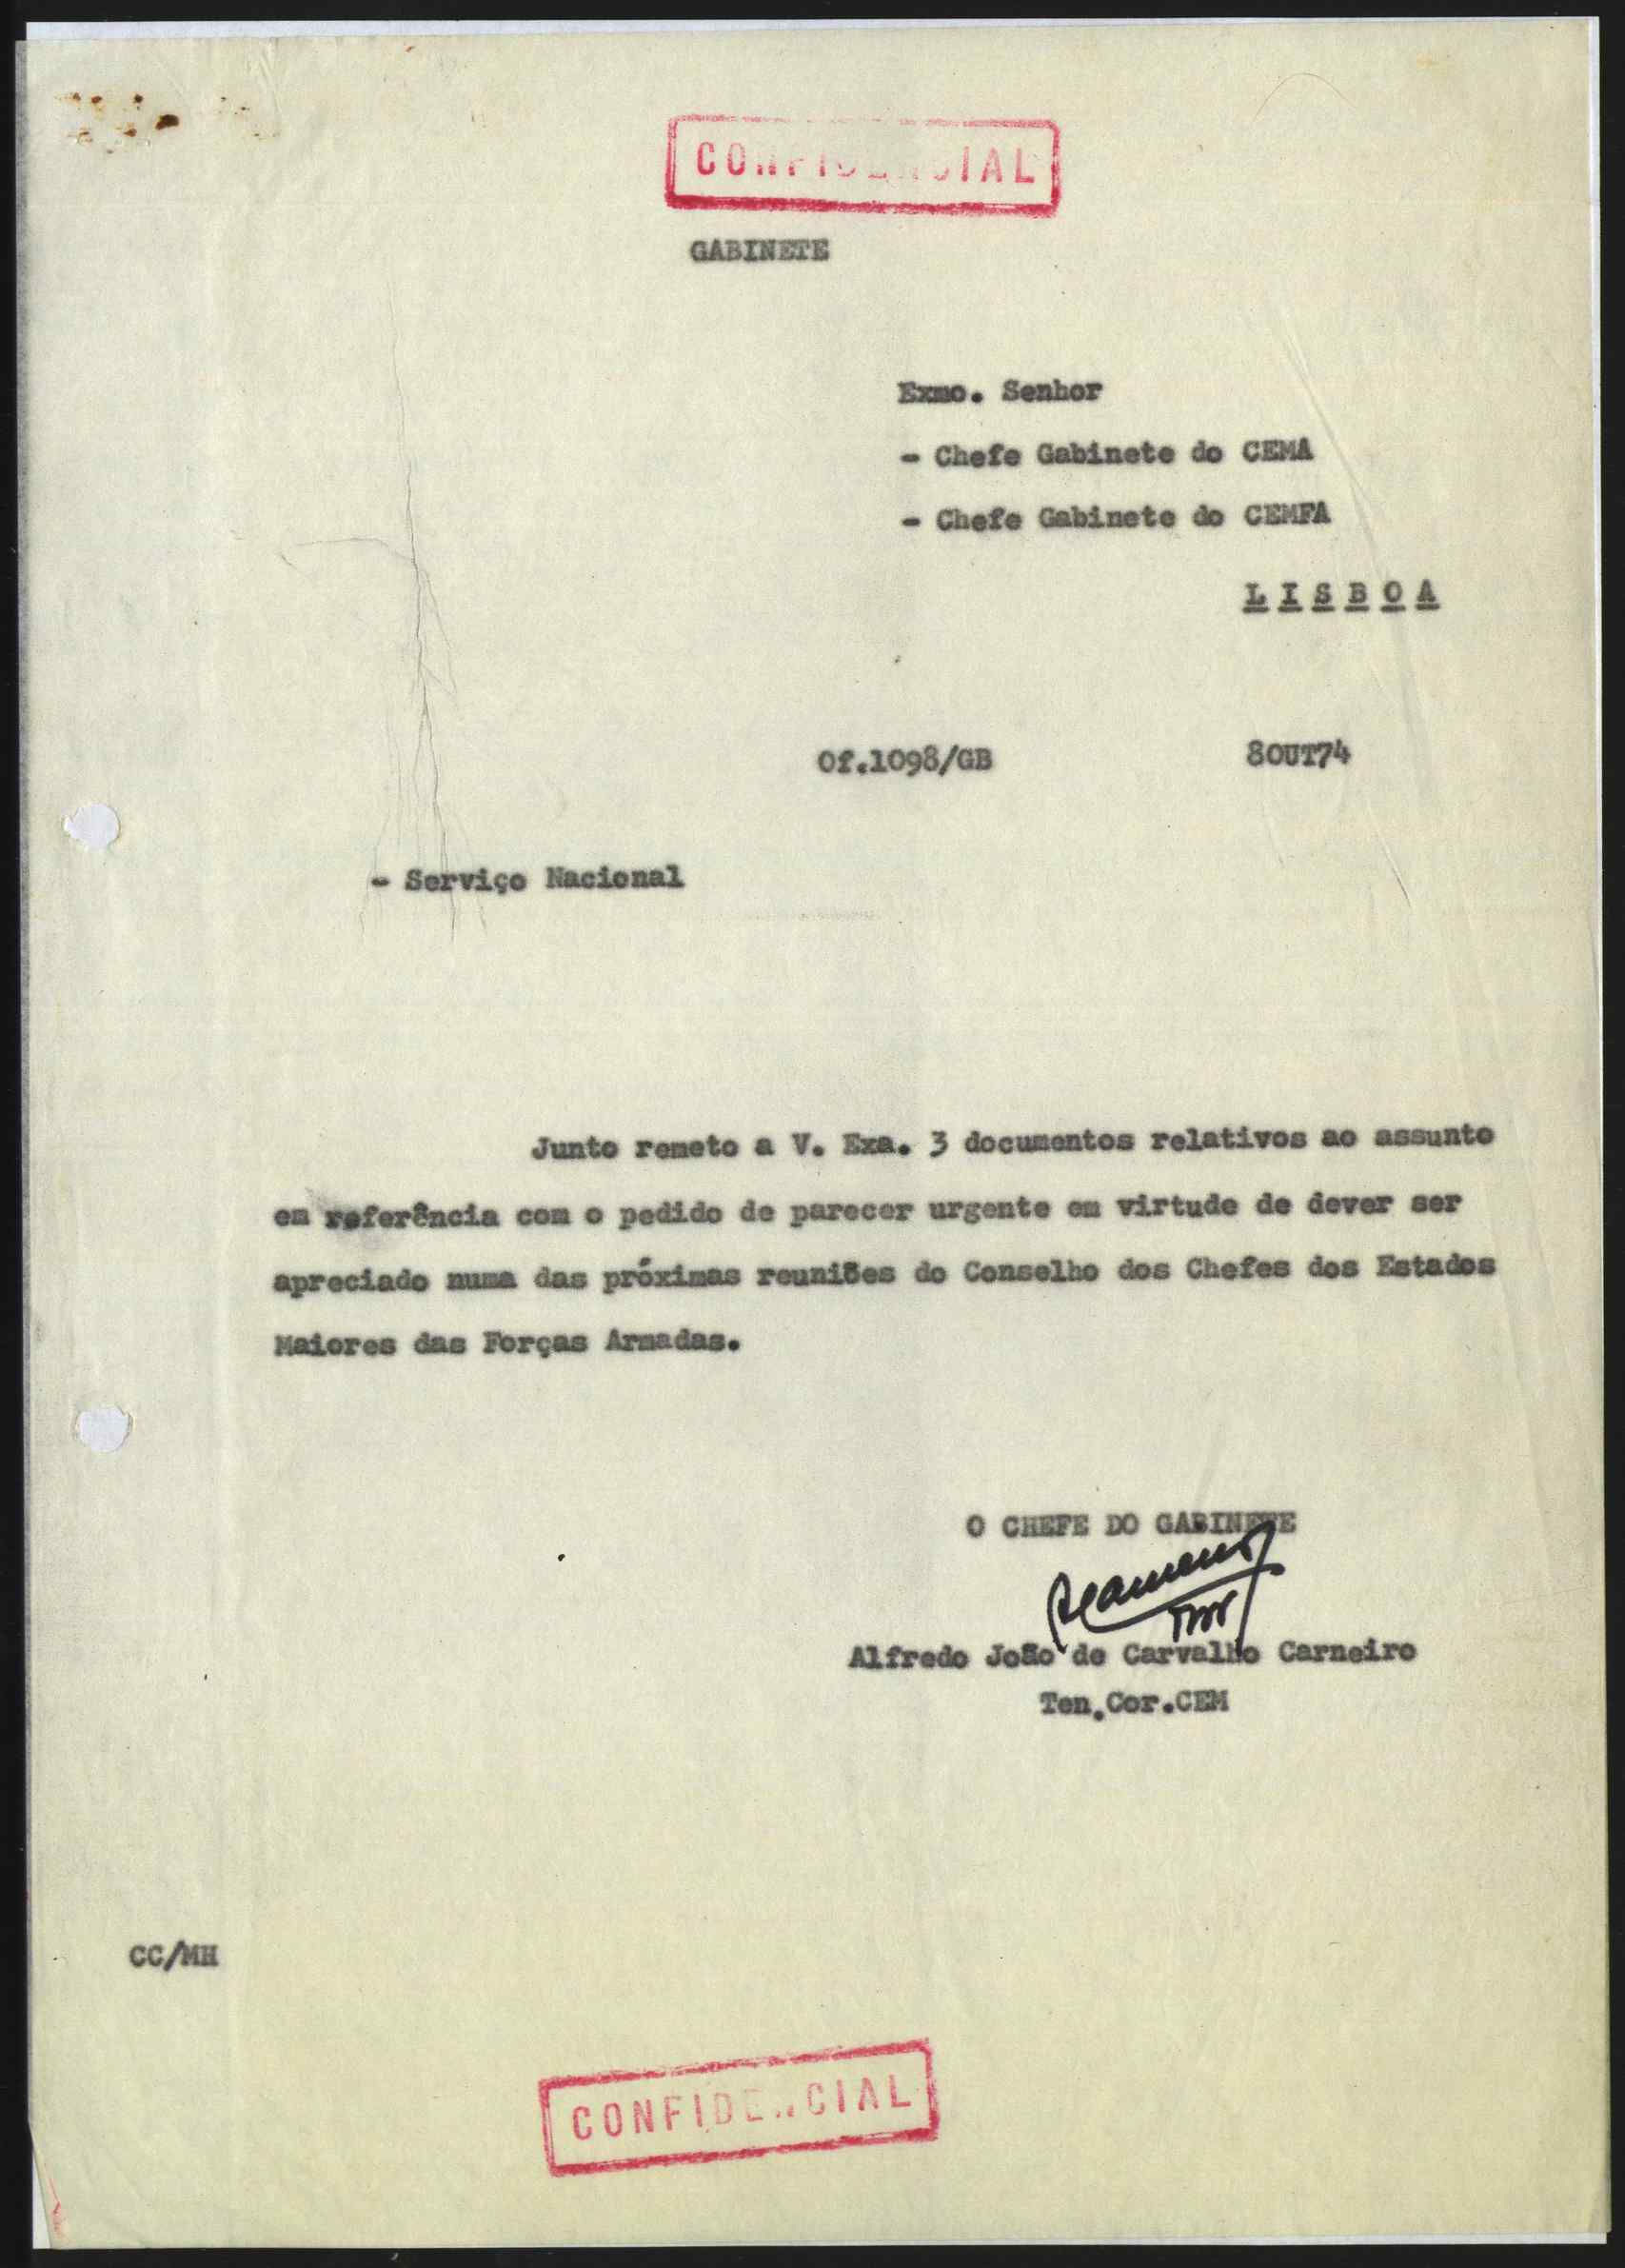 CONFIDENCIAL
GABINETE
Exmo. Senhor
- Chefe Gabinete do CEMA
- Chefe Gabinete do CEMFA
LISBOA
Of.1098/GB 8OUT74
- Serviço Nacional
Junto remeto a V. Exa. 3 documentos relativos ao assunto
em referência com o pedido de parecer urgente em virtude de dever ser
apreciado numa das próximas reuniões do Conselho dos Chefes dos Estados
Maiores das Forças Armadas.
O CHEFE DO GABINETE
Alfredo João de Carvalho Carneiro
Ten.Cor.CEM
CC/MH
CONFIDENCIAL